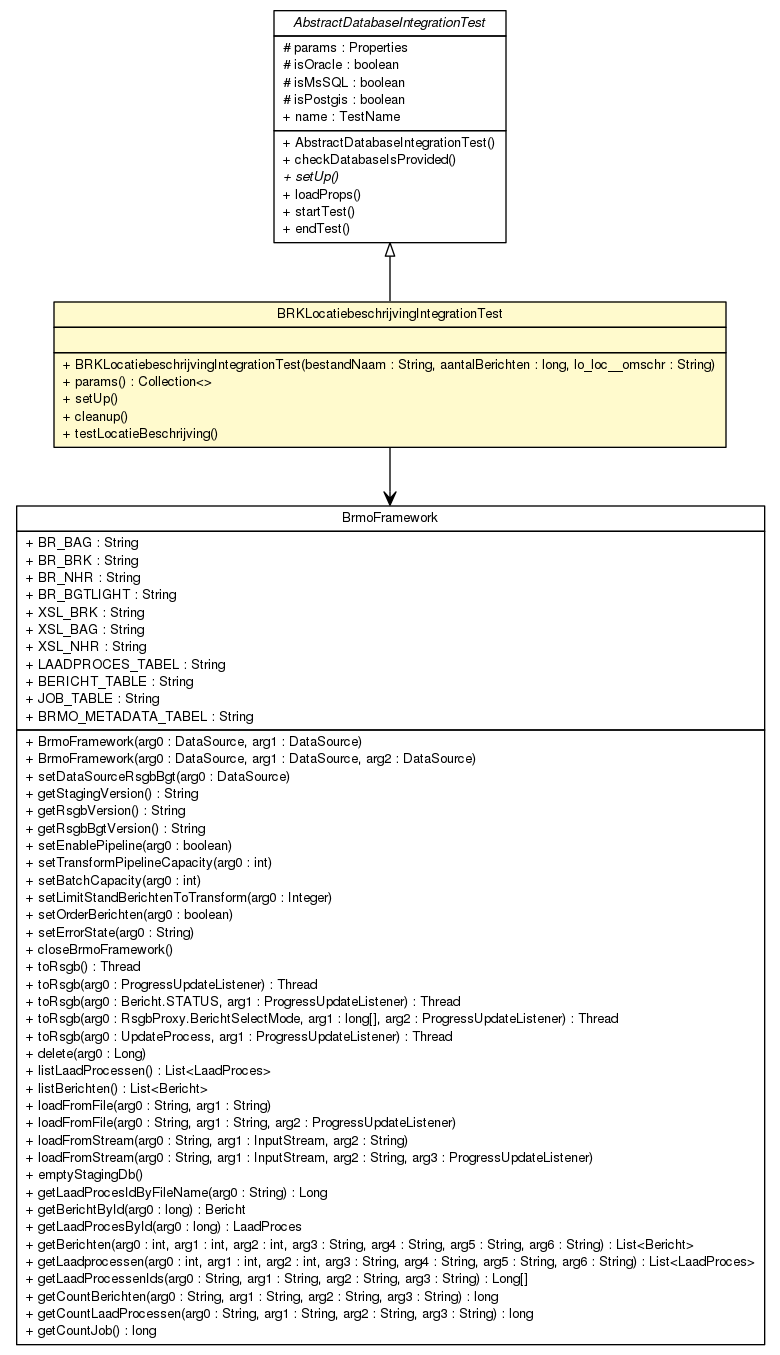 AbstractDatabaseIntegrationTest
# params : Properties
# isOracle : boolean
# isMsSQL : boolean
# isPostgis : boolean
+ name : TestName
+ AbstractDatabaseIntegrationTest()
+ checkDatabaseIsProvided()
+ setUp()
+ loadProps()
+ startTest()
+ endTest()
BRKLocatiebeschrijvingIntegrationTest
+ BRKLocatiebeschrijvingIntegrationTest(bestandNaam : String, aantalBerichten : long, lo_loc__omschr : String)
+ params() : Collection<>
+ setUp()
+ cleanup()
+ testLocatieBeschrijving()
BrmoFramework
+ BR_BAG : String
+ BR_BRK : String
+ BR_NHR : String
+ BR_BGTLIGHT : String
+ XSL_BRK : String
+ XSL_BAG : String
+ XSL_NHR : String
+ LAADPROCES_TABEL : String
+ BERICHT_TABLE : String
+ JOB_TABLE : String
+ BRMO_METADATA_TABEL : String
+ BrmoFramework(arg0 : DataSource, arg1 : DataSource)
+ BrmoFramework(arg0 : DataSource, arg1 : DataSource, arg2 : DataSource)
+ setDataSourceRsgbBgt(arg0 : DataSource)
+ getStagingVersion() : String
+ getRsgbVersion() : String
+ getRsgbBgtVersion() : String
+ setEnablePipeline(arg0 : boolean)
+ setTransformPipelineCapacity(arg0 : int)
+ setBatchCapacity(arg0 : int)
+ setLimitStandBerichtenToTransform(arg0 : Integer)
+ setOrderBerichten(arg0 : boolean)
+ setErrorState(arg0 : String)
+ closeBrmoFramework()
+ toRsgb() : Thread
+ toRsgb(arg0 : ProgressUpdateListener) : Thread
+ toRsgb(arg0 : Bericht.STATUS, arg1 : ProgressUpdateListener) : Thread
+ toRsgb(arg0 : RsgbProxy.BerichtSelectMode, arg1 : long[], arg2 : ProgressUpdateListener) : Thread
+ toRsgb(arg0 : UpdateProcess, arg1 : ProgressUpdateListener) : Thread
+ delete(arg0 : Long)
+ listLaadProcessen() : List<LaadProces>
+ listBerichten() : List<Bericht>
+ loadFromFile(arg0 : String, arg1 : String)
+ loadFromFile(arg0 : String, arg1 : String, arg2 : ProgressUpdateListener)
+ loadFromStream(arg0 : String, arg1 : InputStream, arg2 : String)
+ loadFromStream(arg0 : String, arg1 : InputStream, arg2 : String, arg3 : ProgressUpdateListener)
+ emptyStagingDb()
+ getLaadProcesIdByFileName(arg0 : String) : Long
+ getBerichtById(arg0 : long) : Bericht
+ getLaadProcesById(arg0 : long) : LaadProces
+ getBerichten(arg0 : int, arg1 : int, arg2 : int, arg3 : String, arg4 : String, arg5 : String, arg6 : String) : List<Bericht>
+ getLaadprocessen(arg0 : int, arg1 : int, arg2 : int, arg3 : String, arg4 : String, arg5 : String, arg6 : String) : List<LaadProces>
+ getLaadProcessenIds(arg0 : String, arg1 : String, arg2 : String, arg3 : String) : Long[]
+ getCountBerichten(arg0 : String, arg1 : String, arg2 : String, arg3 : String) : long
+ getCountLaadProcessen(arg0 : String, arg1 : String, arg2 : String, arg3 : String) : long
+ getCountJob() : long